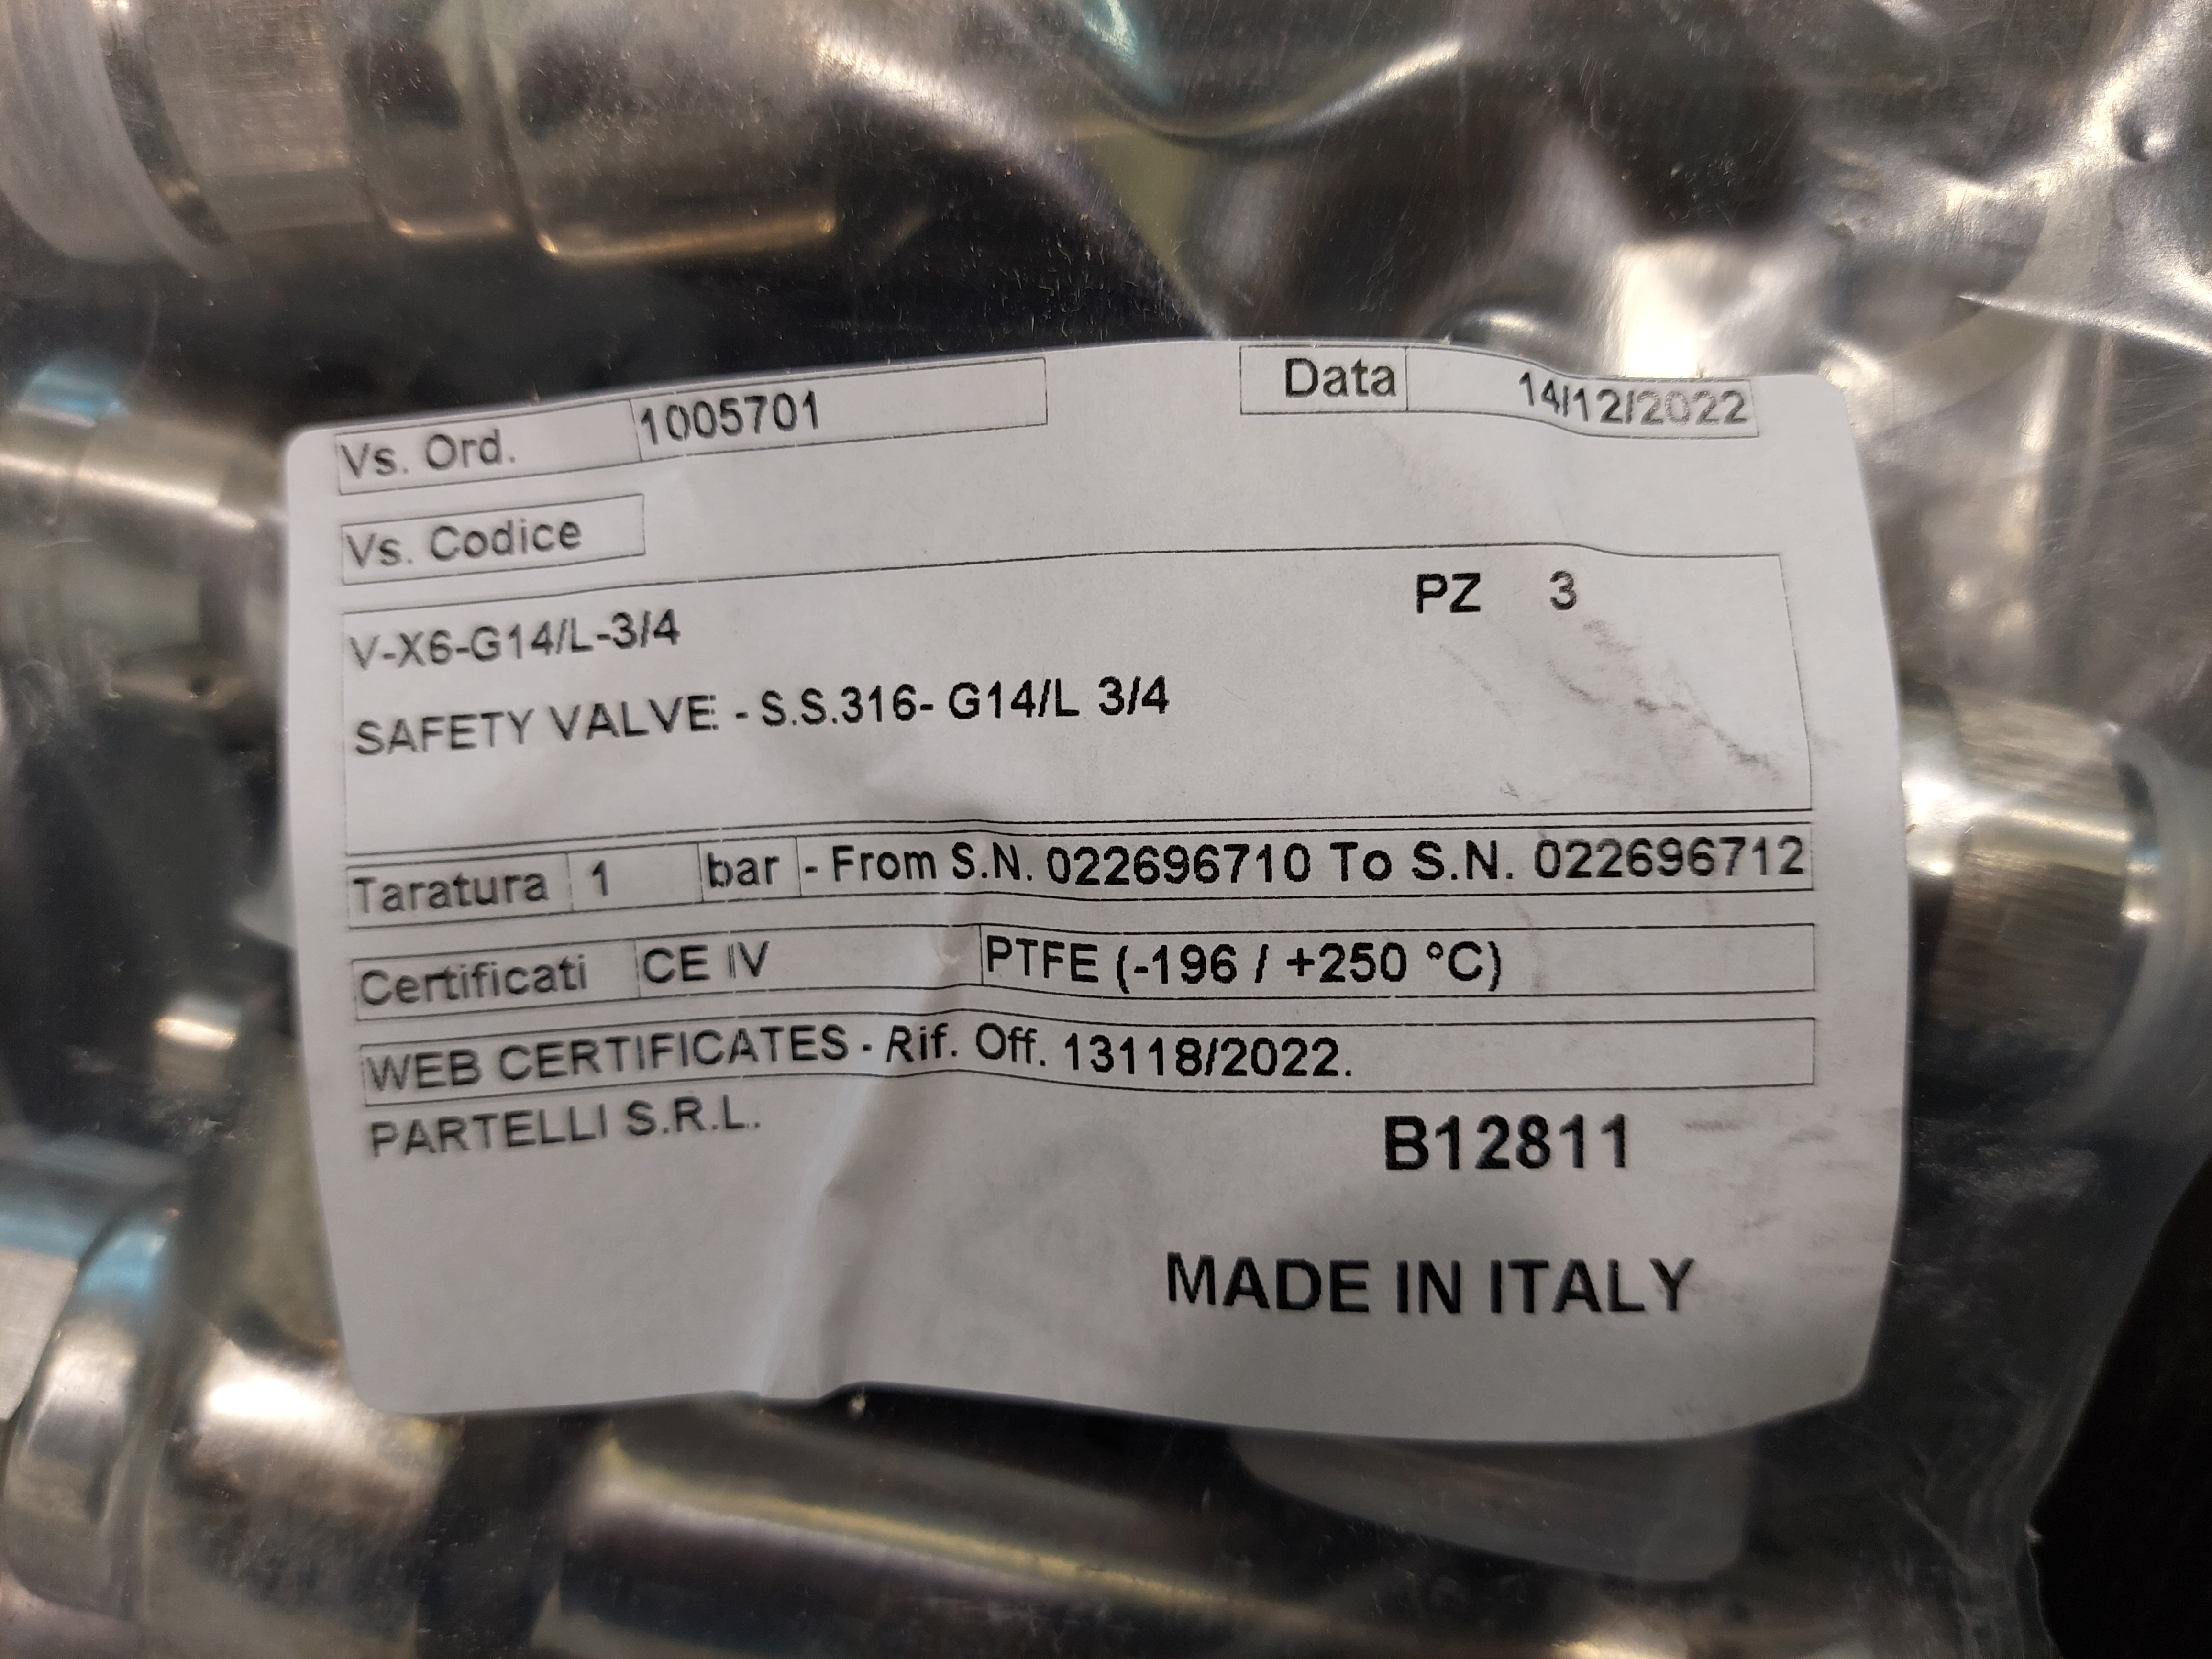 Vs. Ord. 1005701 Data 14/12/2022
Vs. Codice
V-X6-G14/L-3/4 PZ 3
SAFETY VALVE - S.S.316- G14/L 3/4
Taratura 1 bar - From S.N. 022696710 To S.N. 022696712
Certificati CE IV PTFE (-196 / +250 °C)
WEB CERTIFICATES - Rif. Off. 13118/2022.
PARTELLI S.R.L.
B12811
MADE IN ITALY